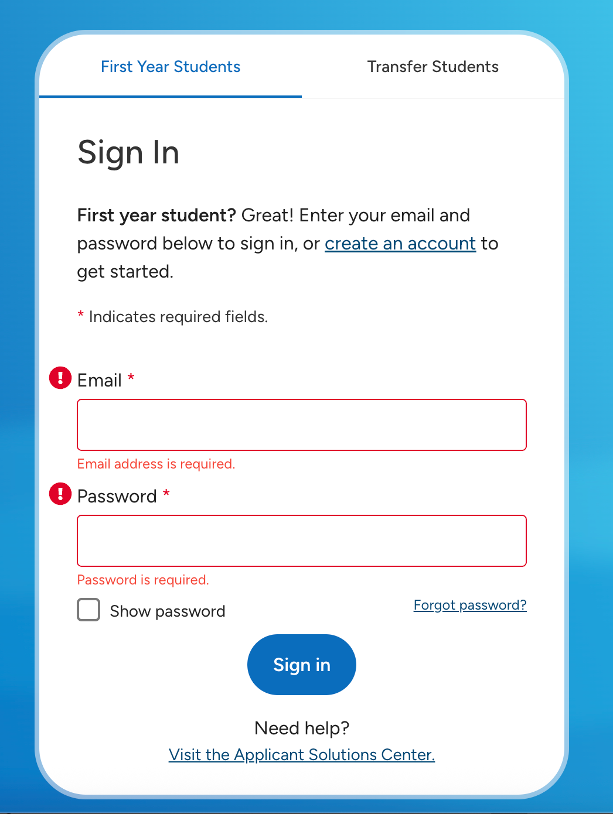 First Year Students
Transfer Students
Sign In
First year student? Great! Enter your email and
password below to sign in, or create an account to
get started.
* Indicates required fields.
! Email *
Email address is required.
! Password *
Password is required.
Show password
Forgot password?
Sign in
Need help?
Visit the Applicant Solutions Center.